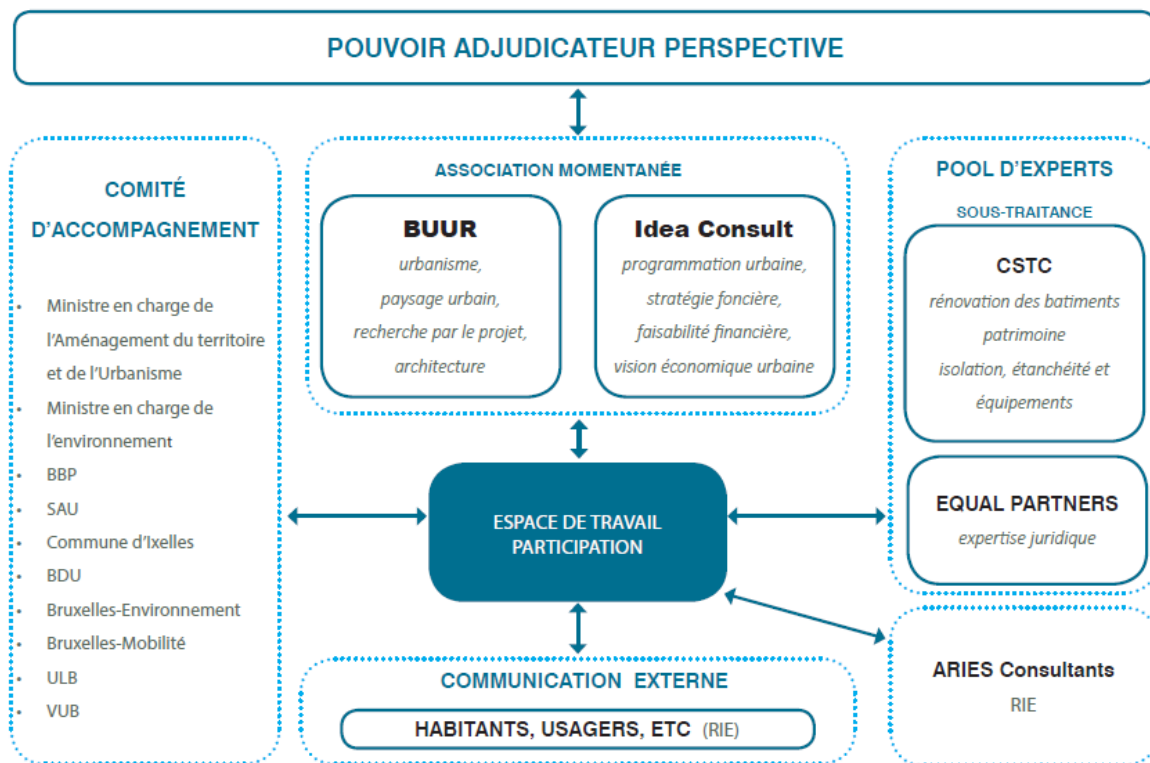 POUVOIR ADJUDICATEUR PERSPECTIVE
COMITÉ
D'ACCOMPAGNEMENT
• Ministre en charge de
l'Aménagement du territoire
et de l'Urbanisme
• Ministre en charge de
l'environnement
• BBP
• SAU
• Commune d'Ixelles
• BDU
• Bruxelles-Environnement
• Bruxelles-Mobilité
• ULB
• VUB
ASSOCIATION MOMENTANÉE
BUUR
urbanisme,
paysage urbain,
recherche par le projet,
architecture
Idea Consult
programmation urbaine,
stratégie foncière,
faisabilité financière,
vision économique urbaine
ESPACE DE TRAVAIL
PARTICIPATION
COMMUNICATION EXTERNE
HABITANTS, USAGERS, ETC (RIE)
POOL D'EXPERTS
SOUS-TRAITANCE
CSTC
rénovation des batiments
patrimoine
isolation, étanchéité et
équipements
EQUAL PARTNERS
expertise juridique
ARIES Consultants
RIE